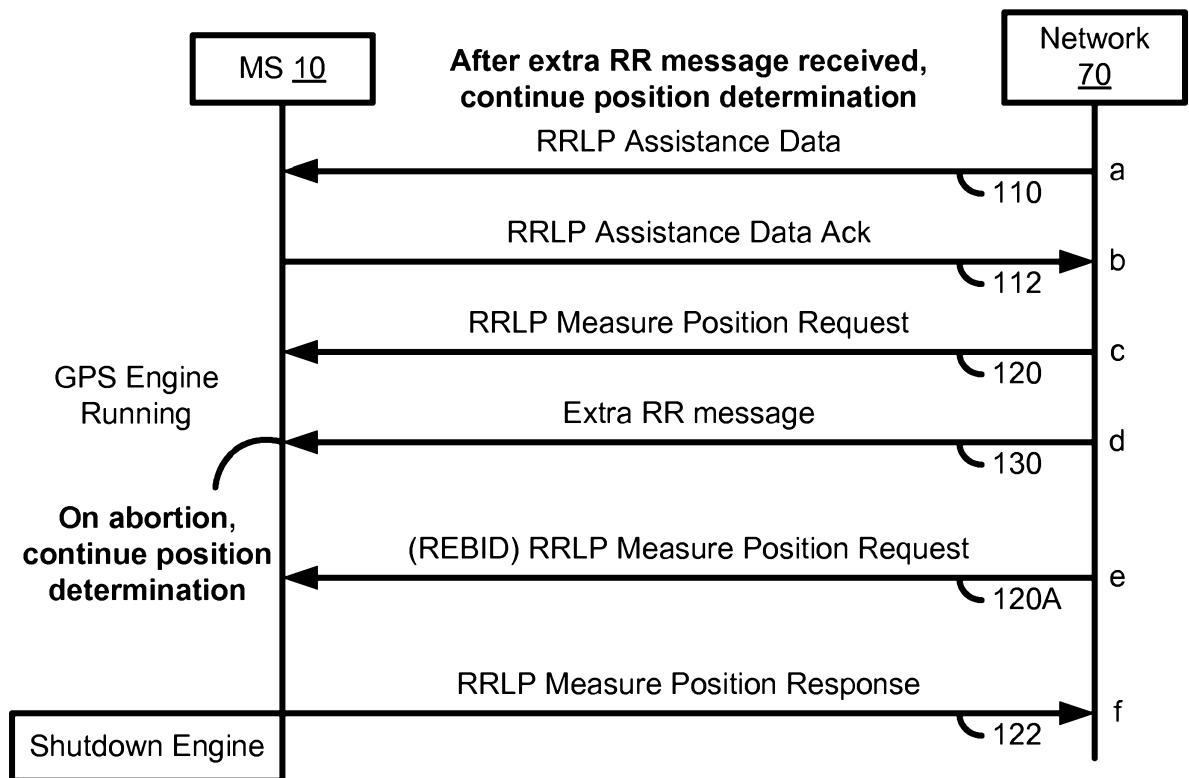 MS 10
After extra RR message received,
continue position determination
Network
70
RRLP Assistance Data
a
110
RRLP Assistance Data Ack
b
112
RRLP Measure Position Request
c
120
GPS Engine
Running
Extra RR message
d
130
On abortion,
continue position
determination
(REBID) RRLP Measure Position Request
e
120A
RRLP Measure Position Response
f
122
Shutdown Engine